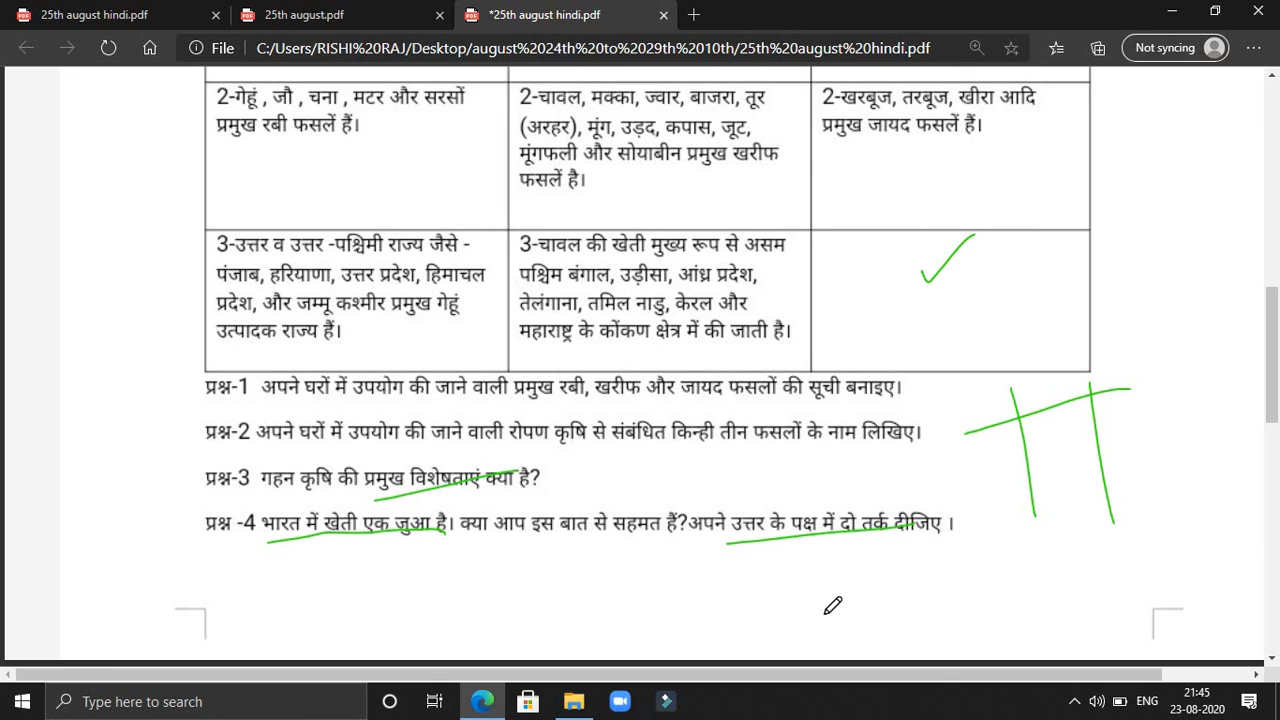 25th august hindi.pdf
25th august.pdf
*25th august hindi.pdf
File
C:/Users/RISHI%20RAJ/Desktop/august%2024th%20to%2029th%2010th/25th%20august%20hindi.pdf
Not syncing
2-गेहूं , जौ , चना , मटर और सरसों
प्रमुख रबी फसलें हैं।
2-चावल, मक्का, ज्वार, बाजरा, तूर
(अरहर), मूंग, उड़द, कपास, जूट,
मूंगफली और सोयाबीन प्रमुख खरीफ
फसलें है।
2-खरबूज, तरबूज, खीरा आदि
प्रमुख जायद फसलें हैं।
3-उत्तर व उत्तर -पश्चिमी राज्य जैसे -
पंजाब, हरियाणा, उत्तर प्रदेश, हिमाचल
प्रदेश, और जम्मू कश्मीर प्रमुख गेहूं
उत्पादक राज्य हैं।
3-चावल की खेती मुख्य रूप से असम
पश्चिम बंगाल, उड़ीसा, आंध्र प्रदेश,
तेलंगाना, तमिल नाडु, केरल और
महाराष्ट्र के कोंकण क्षेत्र में की जाती है।
प्रश्न-1 अपने घरों में उपयोग की जाने वाली प्रमुख रबी, खरीफ और जायद फसलों की सूची बनाइए।
प्रश्न-2 अपने घरों में उपयोग की जाने वाली रोपण कृषि से संबंधित किन्ही तीन फसलों के नाम लिखिए।
प्रश्न-3 गहन कृषि की प्रमुख विशेषताएं क्या है?
प्रश्न -4 भारत में खेती एक जुआ है। क्या आप इस बात से सहमत हैं?अपने उत्तर के पक्ष में दो तर्क दीजिए ।
Type here to search
ENG
21:45
23-08-2020